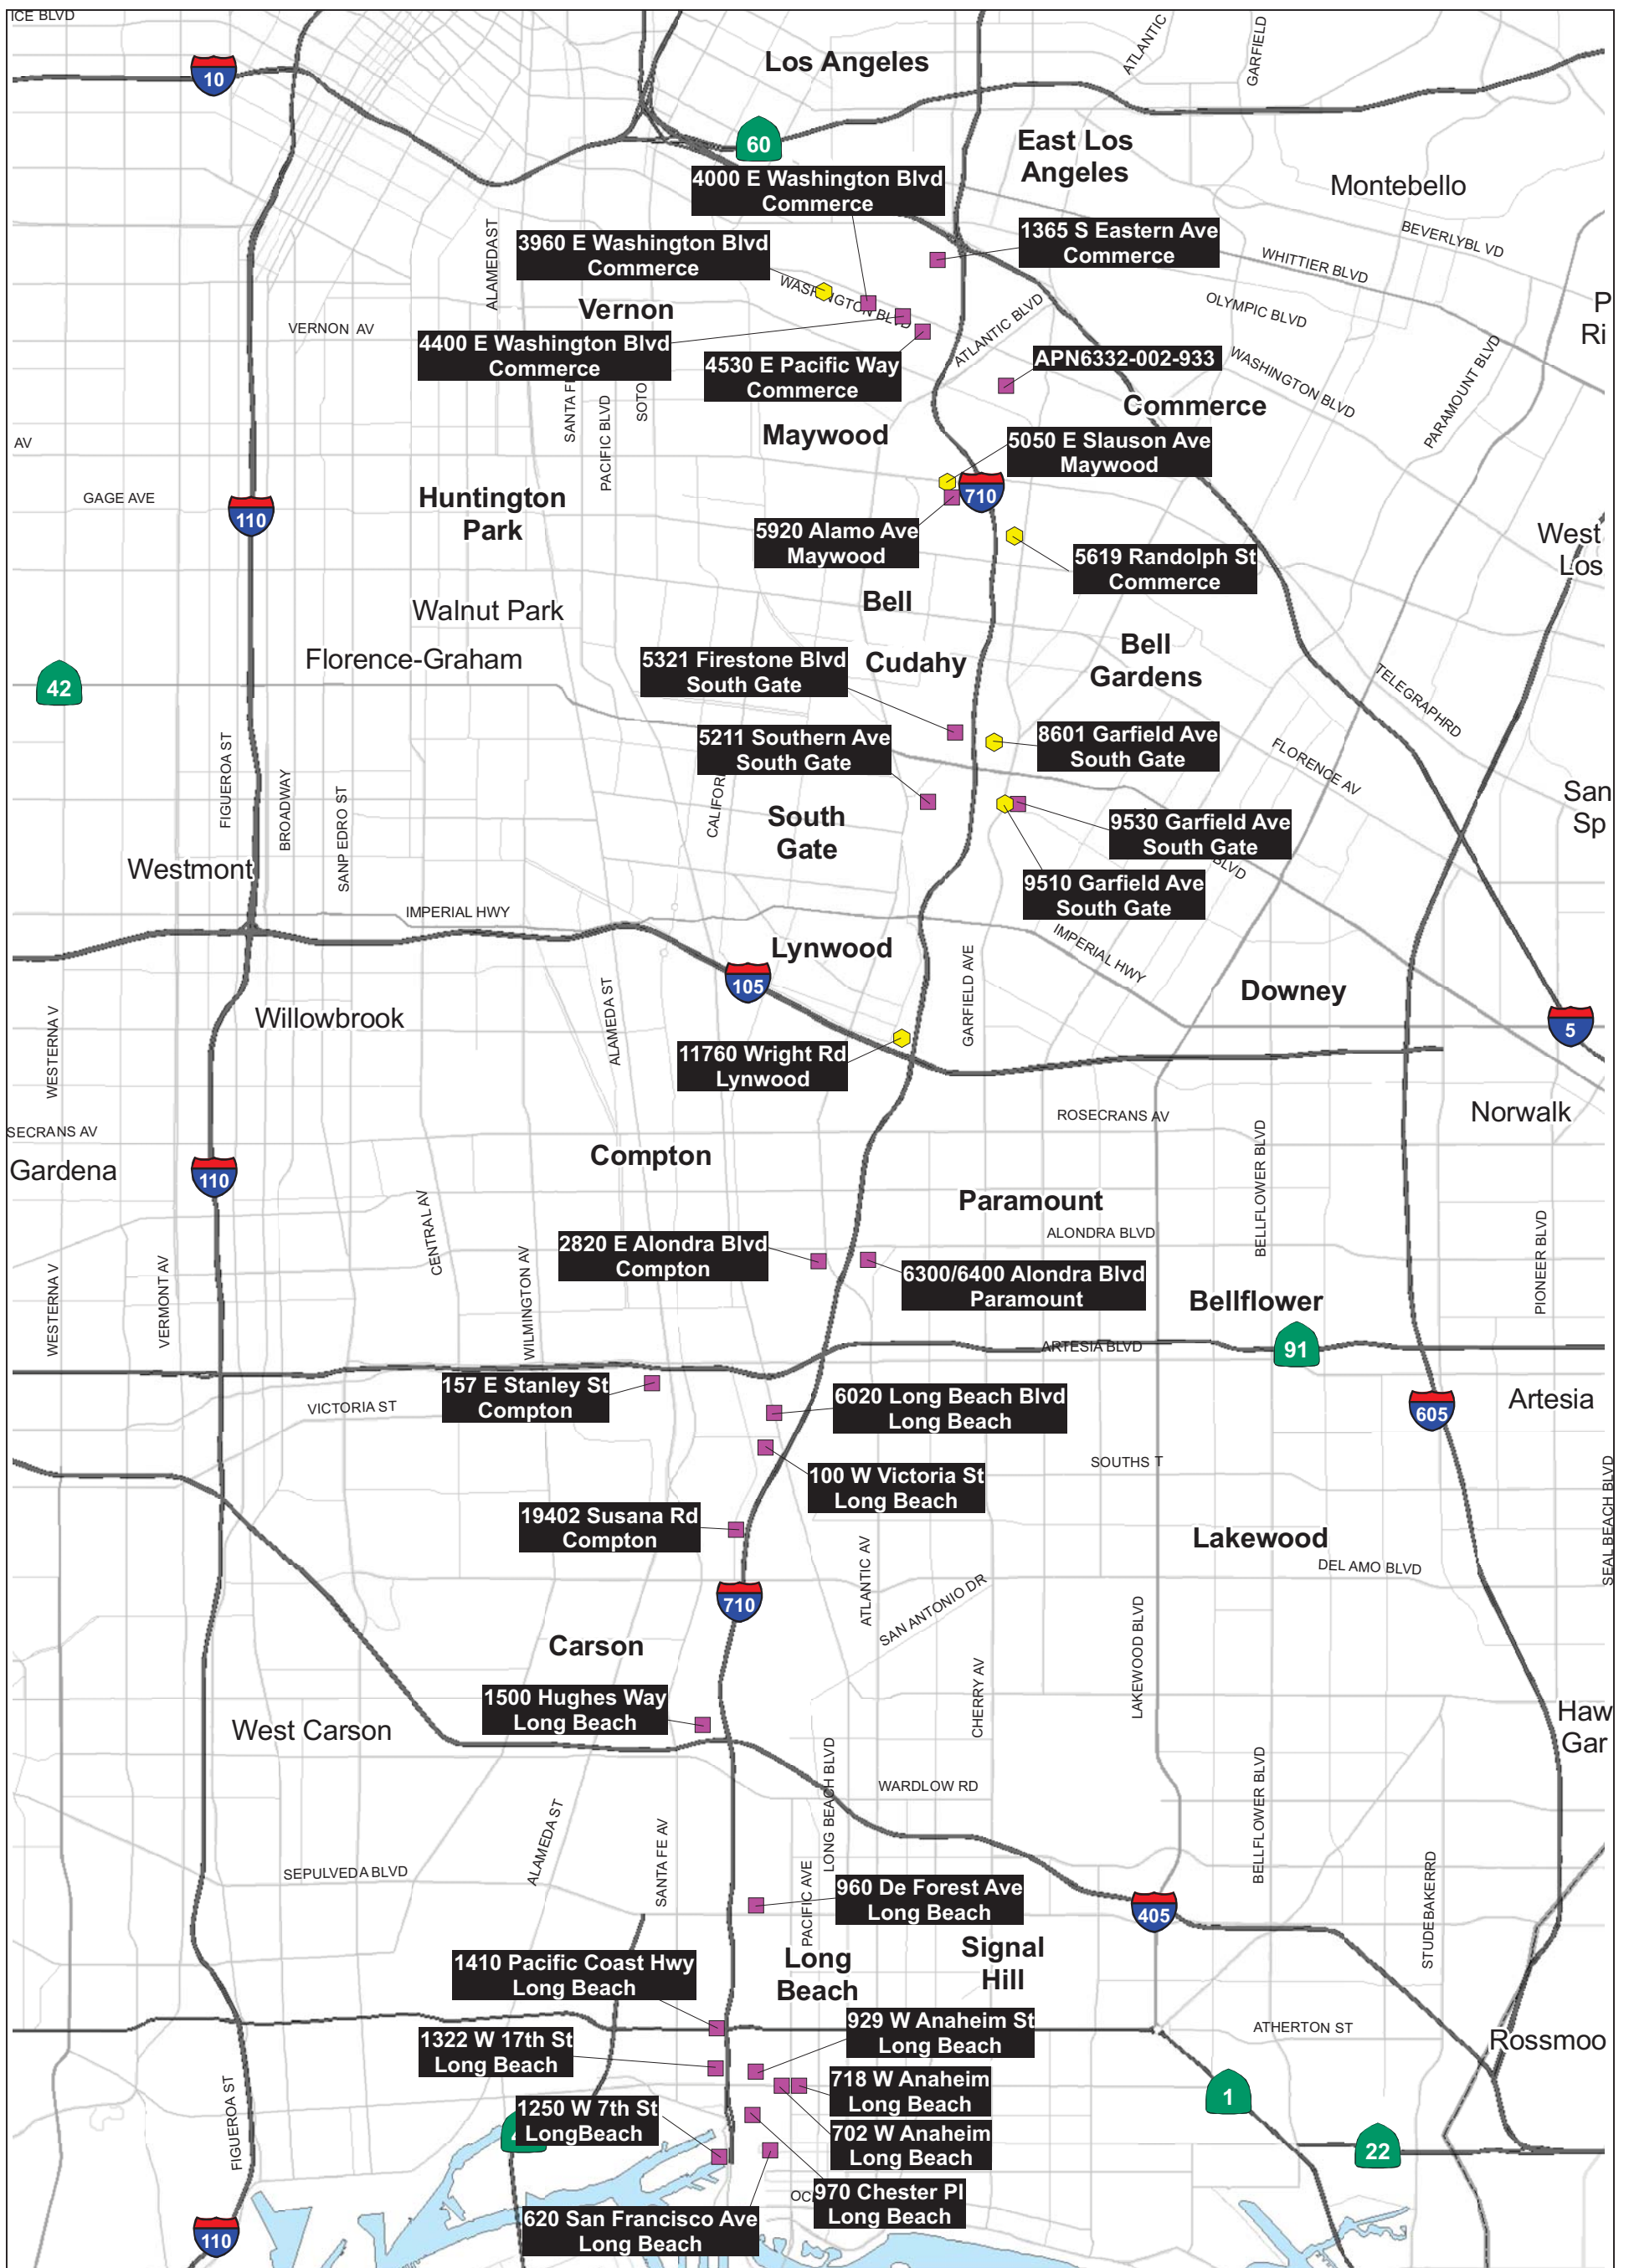 ICE BLVD
ATLANTIC
GARFIELD
Los Angeles
10
60
East Los
Angeles
Montebello
4000 E Washington Blvd
Commerce
ALAMEDAST
3960 E Washington Blvd
Commerce
1365 S Eastern Ave
Commerce
BEVERLYBL VD
WHITTIER BLVD
SANTA F
SOTO
WASHINGTON BLVD
Vernon
OLYMPIC BLVD
P
Ri
VERNON AV
4400 E Washington Blvd
Commerce
4530 E Pacific Way
Commerce
ATLANTIC BLVD
APN6332-002-933
WASHINGTON BLVD
PARAMOUNT BLVD
Commerce
PACIFIC BLVD
Maywood
AV
5050 E Slauson Ave
Maywood
GAGE AVE
Huntington
Park
110
710
5920 Alamo Ave
Maywood
West
Los
5619 Randolph St
Commerce
Walnut Park
Bell
Florence-Graham
42
5321 Firestone Blvd
South Gate
Cudahy
Bell
Gardens
TELEGRAPHRD
5211 Southern Ave
South Gate
8601 Garfield Ave
South Gate
FLORENCE AV
FIGUEROA ST
BROADWAY
SANP EDRO ST
CALIFOR
South
Gate
San
Sp
9530 Garfield Ave
South Gate
BLVD
Westmont
9510 Garfield Ave
South Gate
IMPERIAL HWY
Lynwood
IMPERIAL HWY
105
GARFIELD AVE
Downey
WESTERNA V
Willowbrook
ALAMEDA ST
5
11760 Wright Rd
Lynwood
SECRANS AV
ROSECRANS AV
Norwalk
Gardena
110
Compton
BELLFLOWER BLVD
CENTRAL AV
Paramount
ALONDRA BLVD
PIONEER BLVD
2820 E Alondra Blvd
Compton
6300/6400 Alondra Blvd
Paramount
WESTERNA V
VERMONT AV
WILMINGTON AV
Bellflower
91
ARTESIA BLVD
157 E Stanley St
Compton
VICTORIA ST
6020 Long Beach Blvd
Long Beach
605
Artesia
100 W Victoria St
Long Beach
SOUTHS T
SEAL BEACH BLVD
19402 Susana Rd
Compton
Lakewood
ATLANTIC AV
DEL AMO BLVD
710
SAN ANTONIO DR
LAKEWOOD BLVD
Carson
CHERRY AV
1500 Hughes Way
Long Beach
West Carson
Haw
Gar
LONG BEACH BLVD
WARDLOW RD
BELLFLOWER BLVD
ALAMEDA ST
SANTA FE AV
SEPULVEDA BLVD
PACIFIC AVE
960 De Forest Ave
Long Beach
405
STUDEBAKERRD
Signal
Hill
1410 Pacific Coast Hwy
Long Beach
Long
Beach
929 W Anaheim St
Long Beach
ATHERTON ST
1322 W 17th St
Long Beach
Rossmoo
718 W Anaheim
Long Beach
1
FIGUEROA ST
1250 W 7th St
LongBeach
702 W Anaheim
Long Beach
22
OC
970 Chester Pl
Long Beach
620 San Francisco Ave
Long Beach
110